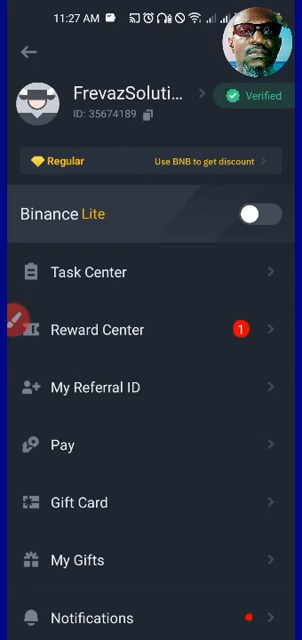 11:27 AM
FrevazSoluti...
Verified
ID: 35674189
Regular
Use BNB to get discount
Binance Lite
Task Center
Reward Center
1
My Referral ID
Pay
Gift Card
My Gifts
Notifications